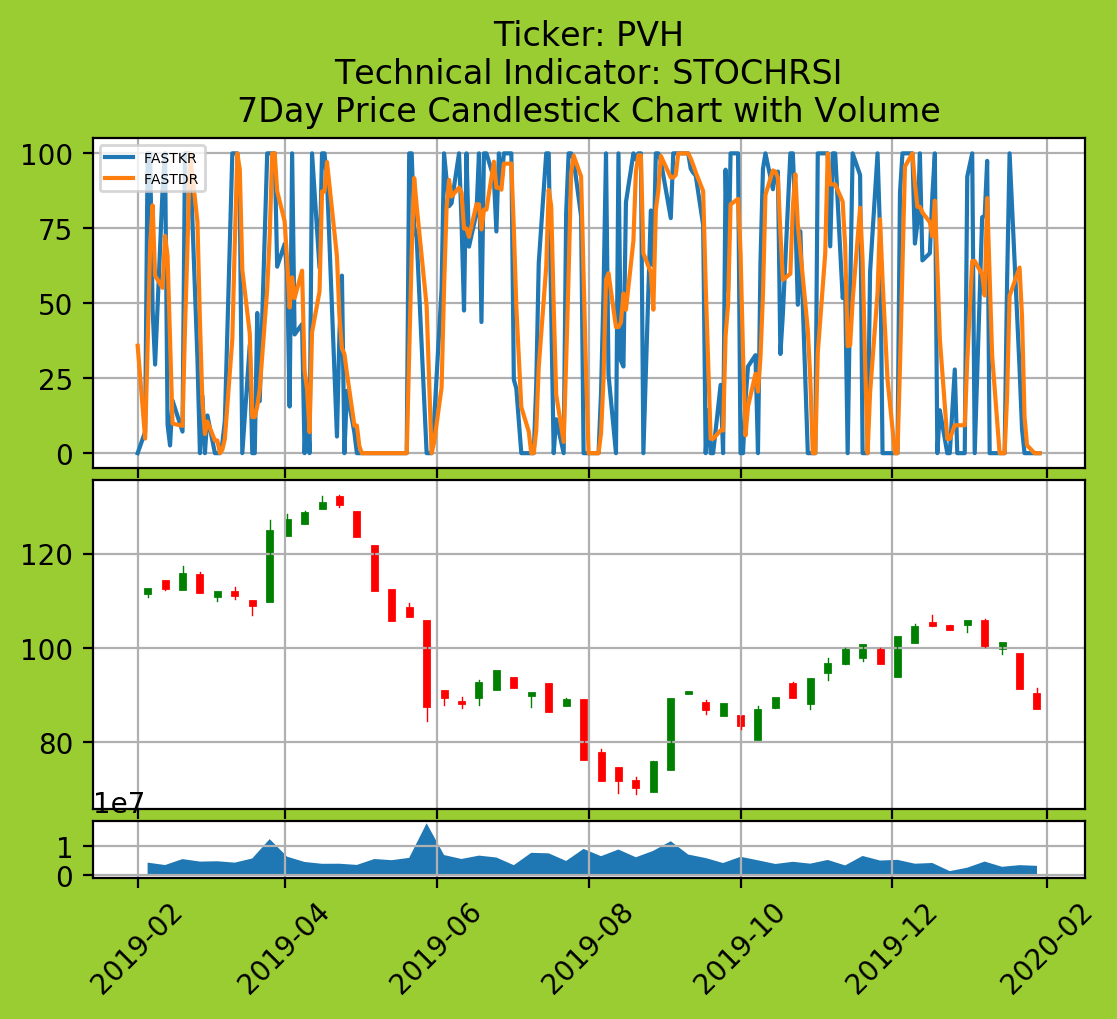 Ticker: PVH
Technical Indicator: STOCHRSI
7Day Price Candlestick Chart with Volume
100
75
50
25
0
FASTKR
FASTDR
120
100
80
1e7
1
0
2019-02
2019-04
2019-06
2019-08
2019-10
2019-12
2020-02